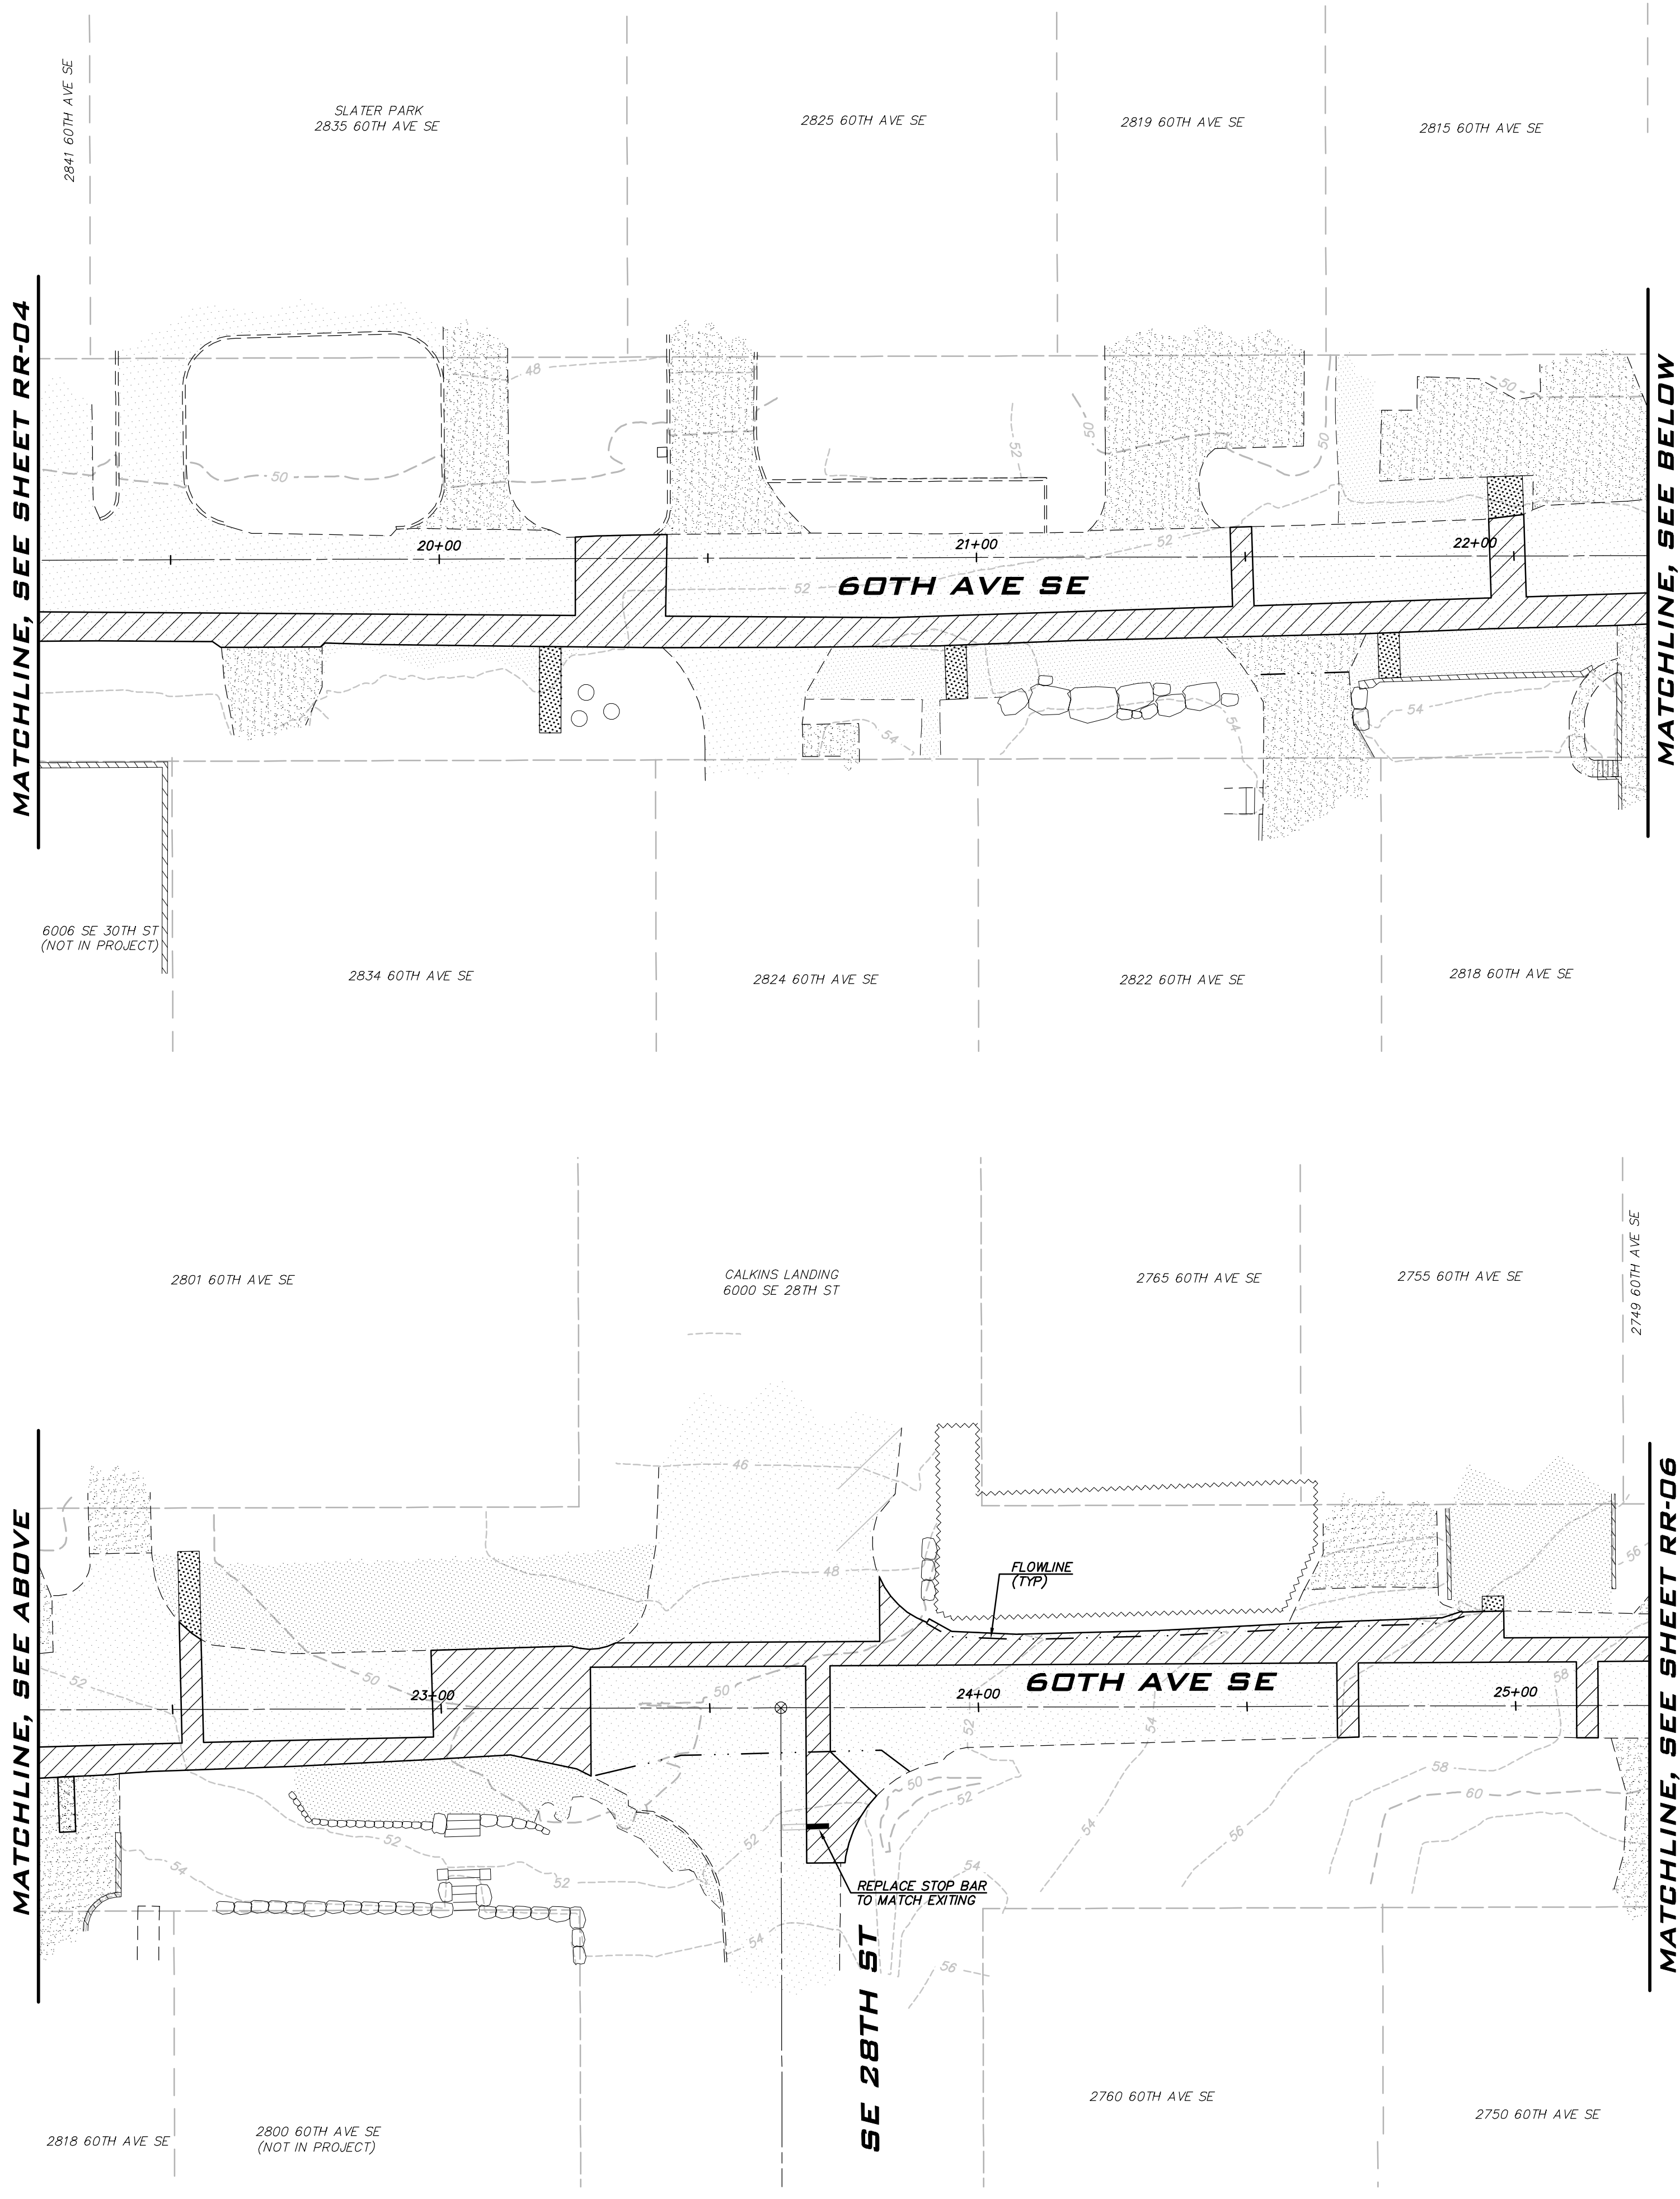 2841 60TH AVE SE
SLATER PARK
2835 60TH AVE SE
2825 60TH AVE SE
2819 60TH AVE SE
2815 60TH AVE SE
MATCHLINE, SEE SHEET RR-04
MATCHLINE, SEE BELOW
48
50
52
50
50
50
20+00
21+00
22+00
52
52
60TH AVE SE
54
54
54
6006 SE 30TH ST
(NOT IN PROJECT)
2834 60TH AVE SE
2824 60TH AVE SE
2822 60TH AVE SE
2818 60TH AVE SE
2801 60TH AVE SE
CALKINS LANDING
6000 SE 28TH ST
2765 60TH AVE SE
2755 60TH AVE SE
2749 60TH AVE SE
MATCHLINE, SEE ABOVE
MATCHLINE, SEE SHEET RR-06
46
48
FLOWLINE
(TYP)
56
52
50
50
58
23+00
24+00
60TH AVE SE
25+00
52
54
50
52
58
60
52
52
54
56
54
52
54
REPLACE STOP BAR
TO MATCH EXITING
54
56
SE 28TH ST
2818 60TH AVE SE
2800 60TH AVE SE
(NOT IN PROJECT)
2760 60TH AVE SE
2750 60TH AVE SE